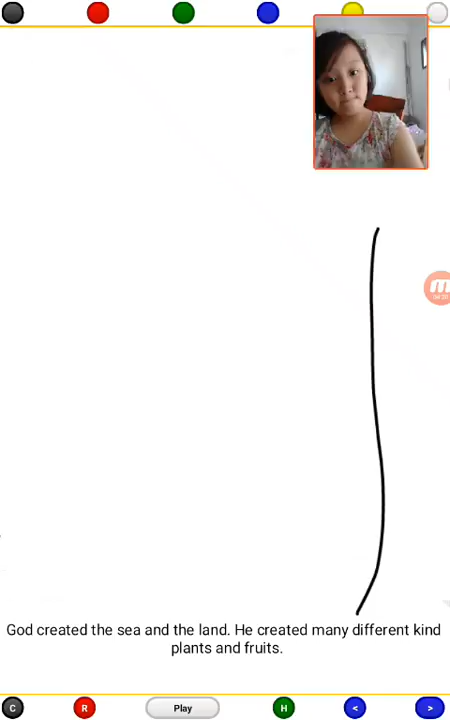 God created the sea and the land. He created many different kind
plants and fruits.
C
R
Play
H
<
>